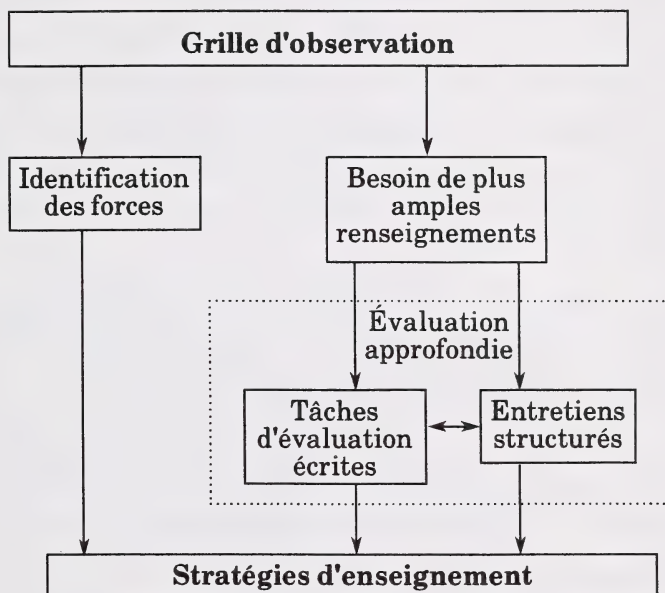 Grille d'observation
Identification
des forces
Besoin de plus
amples
renseignements
Évaluation
approfondie
Tâches
d'évaluation
écrites
Entretiens
structurés
Stratégies d'enseignement